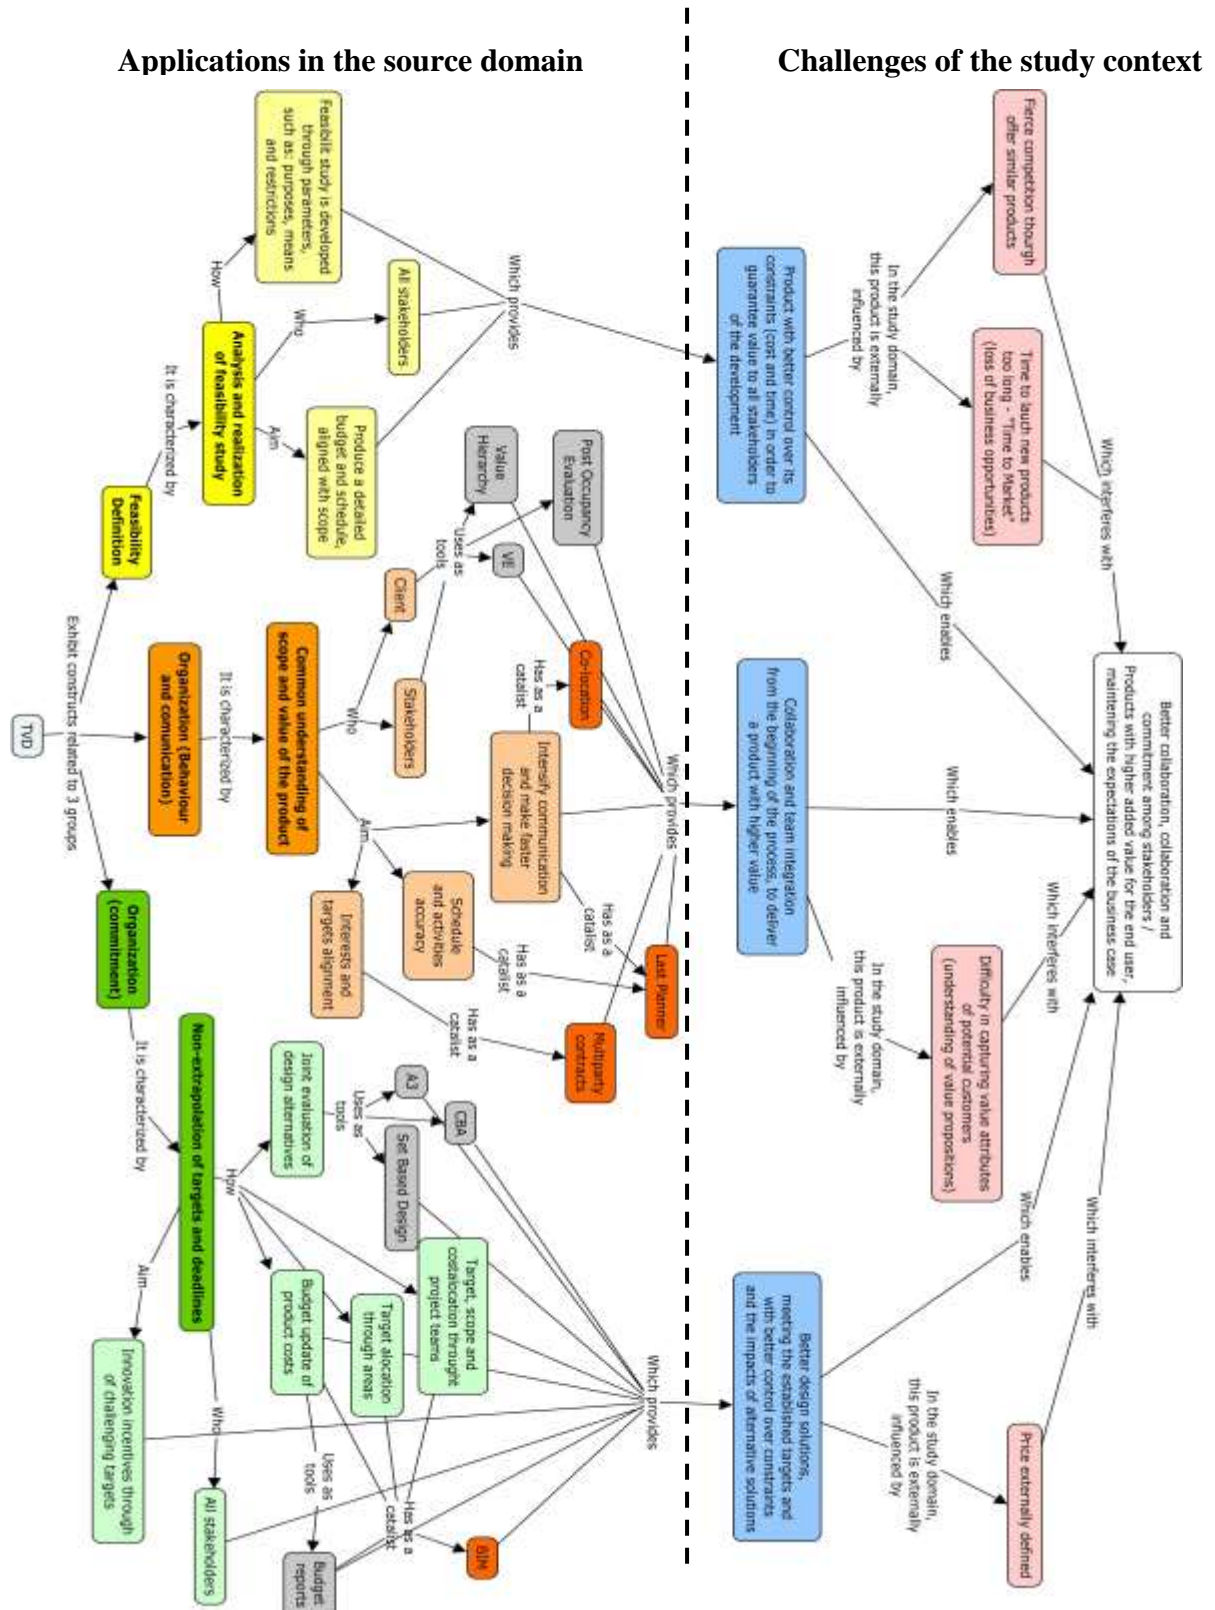 Applications in the source domain
Challenges of the study context
TVD
Exhibit constructs related to 3 groups
Feasibility
Definition
It is characterized by
Analysis and realization
of feasibility study
How
Feasibilit study is developed
through parameters,
such as: purposes, means
and restrictions
Who
All stakeholders
Aim
Produce a detailed
budget and schedule,
aligned with scope
Which provides
Organization (Behaviour
and comunication)
It is characterized by
Common understanding of
scope and value of the product
Who
Client
Stakeholders
Uses as
tools
Value
Hierarchy
VE
Post Occupancy
Evaluation
Aim
Intensify communication
and make faster
decision making
Schedule
and activities
accuracy
Interests and
targets alignment
Has as a
catalist
Co-location
Has as a
catalist
Last Planner
Has as a
catalist
Has as a
catalist
Multiparty
contracts
Which provides
Organization
(commitment)
It is characterized by
Non-extrapolation of targets and deadlines
How
Joint evaluation of
design alternatives
Uses as
tools
A3
CBA
Set Based Design
Target, scope and
costalocation throught
project teams
Target alocation
through areas
Budget update of
product costs
Uses as
tools
Budget
reports
Has as a
catalist
BIM
Aim
Innovation incentives through
of challenging targets
Who
All stakeholders
Which provides
Product with better control over its
constraints (cost and time) in order to
guarantee value to all stakeholders
of the development
In the study domain,
this product is externally
influenced by
Fierce competition thourgh
offer similar products
Time to lauch new products
too long - "Time to Market"
(loss of business opportunities)
Which interferes with
Which enables
Collaboration and team integration
from the beginning of the process, to deliver
a product with higher value
Which enables
In the study domain,
this product is externally
influenced by
Difficulty in capturing value attributes
of potential customers
(understanding of value propositions)
Which interferes with
Better design solutions,
meeting the established targets and
with better control over constraints
and the impacts of alternative solutions
Which enables
In the study domain,
this product is externally
influenced by
Price externally defined
Which interferes with
Better collaboration, collaboration and
commitment among stakeholders /
Products with higher added value for the end user,
maintening the expectations of the business case